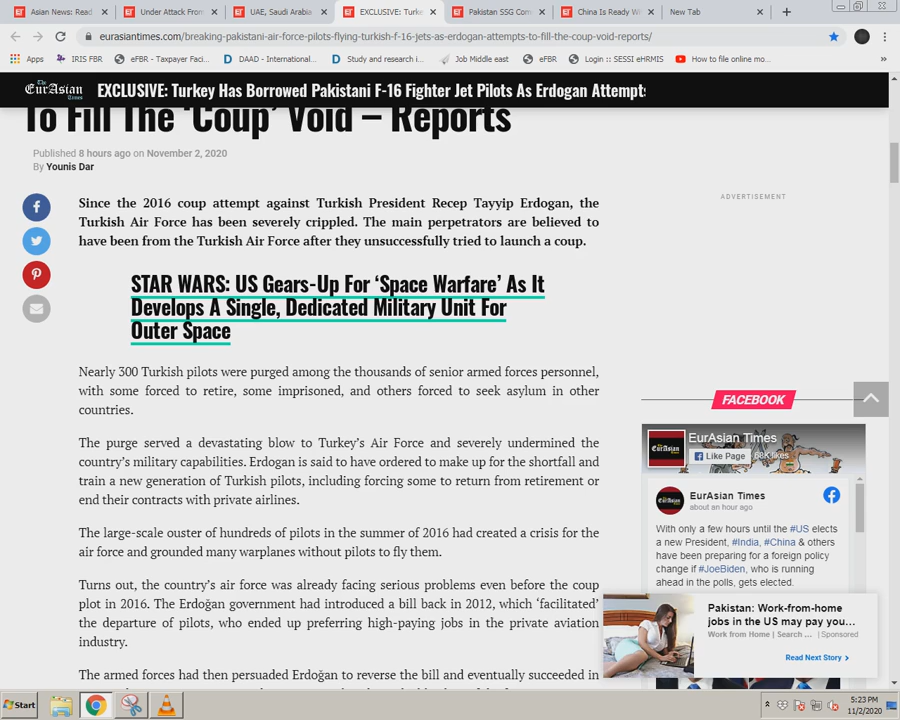 Asian News: Read
Under Attack From
UAE, Saudi Arabia
EXCLUSIVE: Turke
Pakistan SSG Com
China Is Ready W
New Tab
eurasiantimes.com/breaking-pakistani-air-force-pilots-flying-turkish-f-16-jets-as-erdogan-attempts-to-fill-the-coup-void-reports/
Apps
IRIS FBR
eFBR - Taxpayer Faci...
DAAD - International...
Study and research i...
Job Middle east
eFBR
Login :: SESSI eHRMIS
How to file online mo...
The EurAsian Times
EXCLUSIVE: Turkey Has Borrowed Pakistani F-16 Fighter Jet Pilots As Erdogan Attempts
To Fill The 'Coup' Void – Reports
Published 8 hours ago on November 2, 2020
By Younis Dar
ADVERTISEMENT
Since the 2016 coup attempt against Turkish President Recep Tayyip Erdogan, the
Turkish Air Force has been severely crippled. The main perpetrators are believed to
have been from the Turkish Air Force after they unsuccessfully tried to launch a coup.
STAR WARS: US Gears-Up For 'Space Warfare' As It
Develops A Single, Dedicated Military Unit For
Outer Space
Nearly 300 Turkish pilots were purged among the thousands of senior armed forces personnel,
with some forced to retire, some imprisoned, and others forced to seek asylum in other
countries.
The purge served a devastating blow to Turkey's Air Force and severely undermined the
country's military capabilities. Erdogan is said to have ordered to make up for the shortfall and
train a new generation of Turkish pilots, including forcing some to return from retirement or
end their contracts with private airlines.
The large-scale ouster of hundreds of pilots in the summer of 2016 had created a crisis for the
air force and grounded many warplanes without pilots to fly them.
Turns out, the country's air force was already facing serious problems even before the coup
plot in 2016. The Erdoğan government had introduced a bill back in 2012, which 'facilitated'
the departure of pilots, who ended up preferring high-paying jobs in the private aviation
industry.
The armed forces had then persuaded Erdoğan to reverse the bill and eventually succeeded in
FACEBOOK
EurAsian Times
Like Page
68K likes
EurAsian Times
about an hour ago
With only a few hours until the #US elects
a new President, #India, #China & others
have been preparing for a foreign policy
change if #JoeBiden, who is running
ahead in the polls, gets elected.
Pakistan: Work-from-home
jobs in the US may pay you...
Work from Home | Search ... | Sponsored
Read Next Story
Start
5:23 PM
11/2/2020